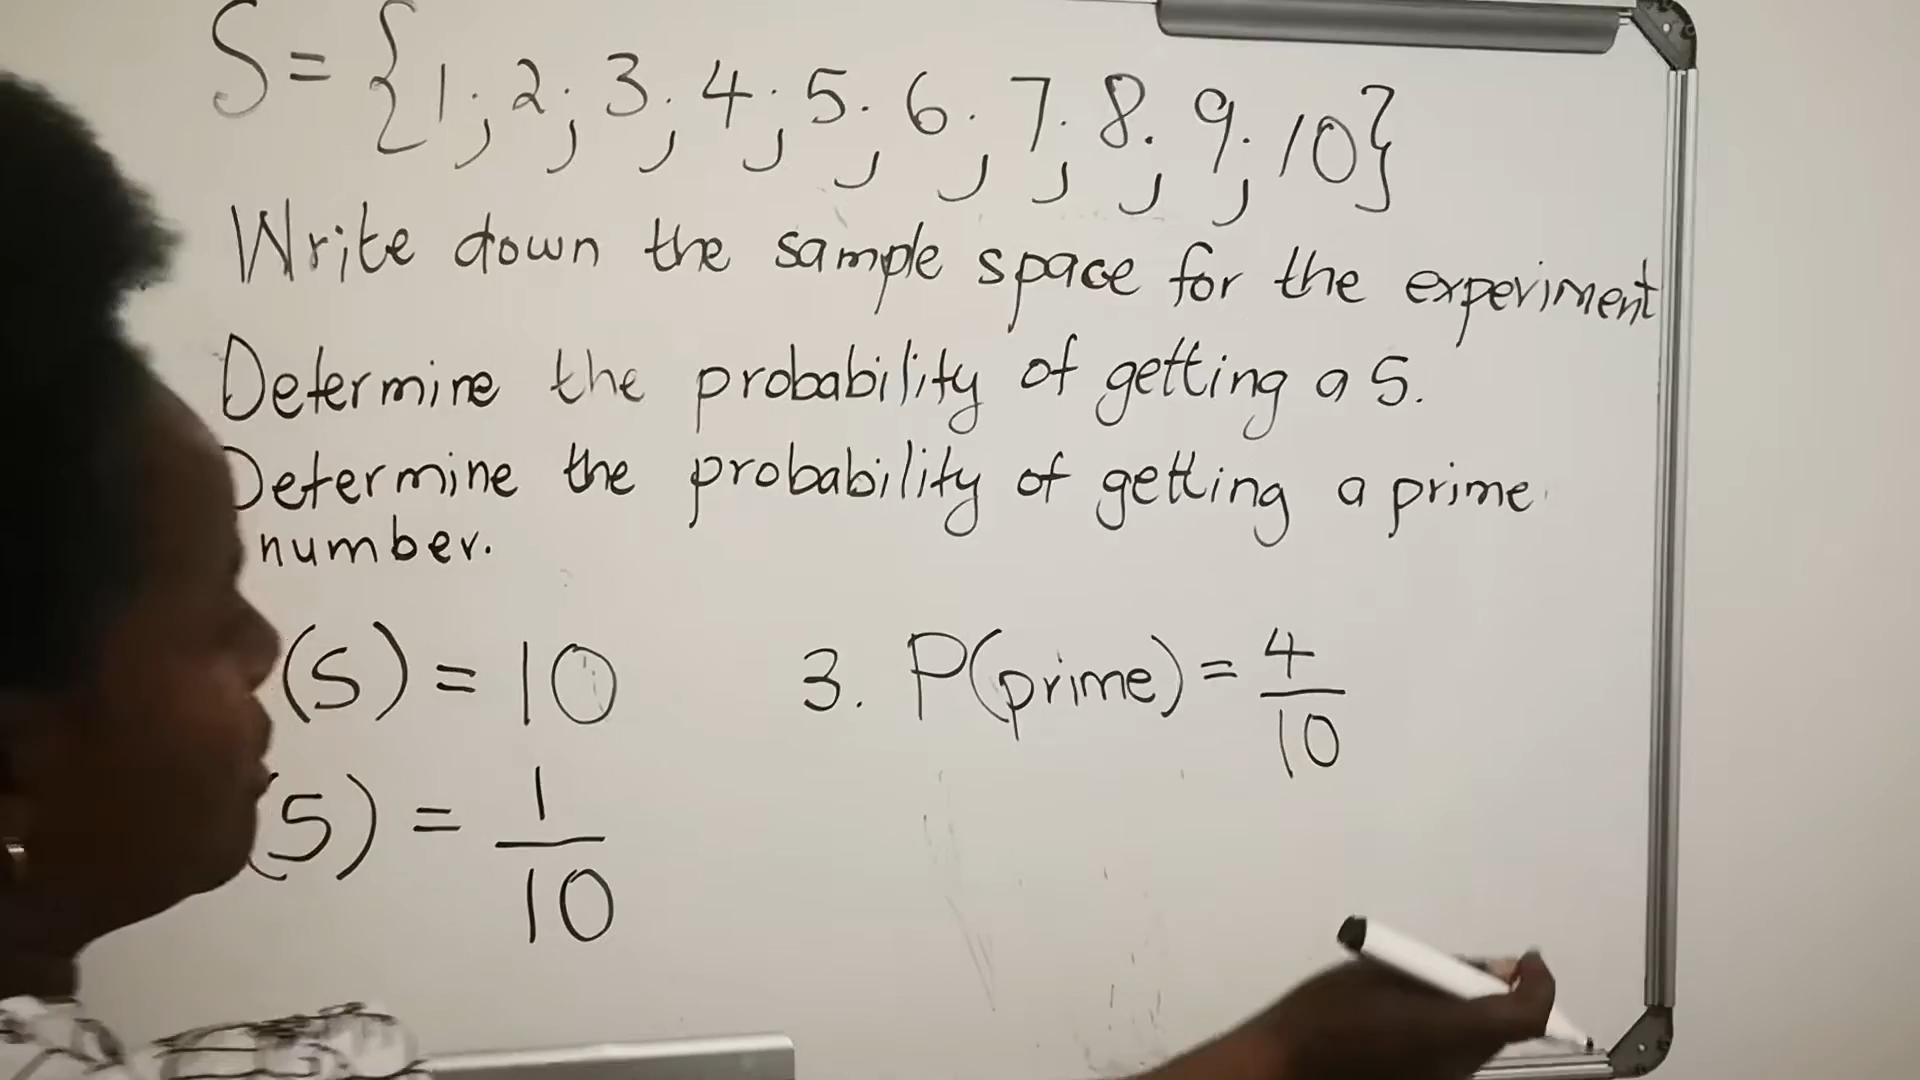 S = {1; 2; 3; 4; 5; 6; 7; 8; 9; 10}
Write down the sample space for the experiment
Determine the probability of getting a 5.
Determine the probability of getting a prime
number.
(S) = 10
3. P(prime) = 4/10
(5) = 1/10